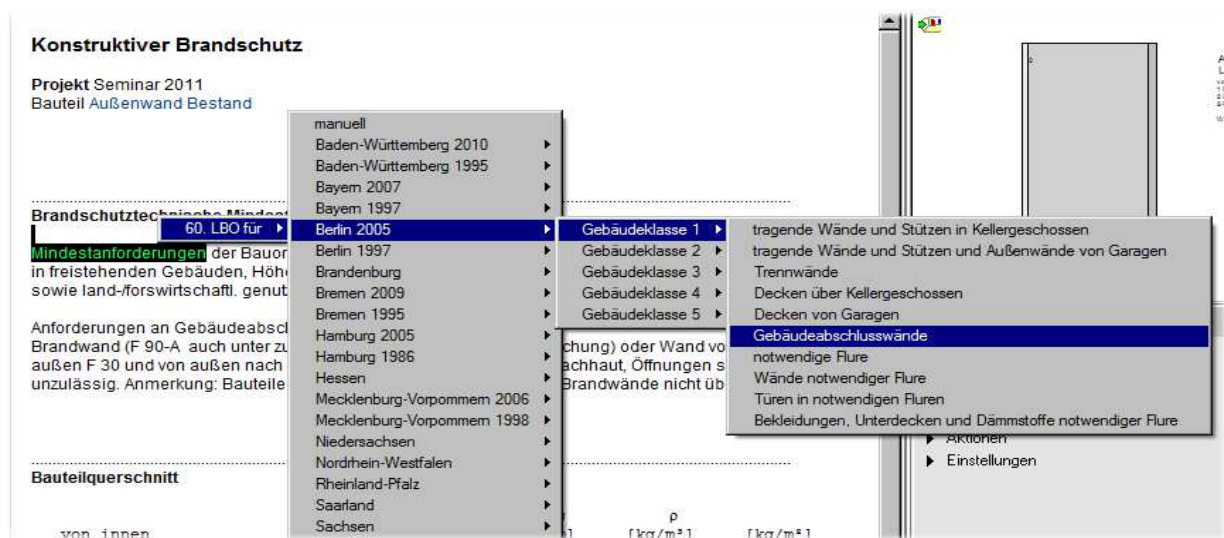 Konstruktiver Brandschutz
Projekt Seminar 2011
Bauteil Außenwand Bestand
Brandschutztechnische Mindest
60. LBO für
Mindestanforderungen der Bauor
in freistehenden Gebäuden, Höhe
sowie land-/forswirtschaftl. genut
Anforderungen an Gebäudeabschl
Brandwand (F 90-A auch unter zu
außen F 30 und von außen nach
unzulässig. Anmerkung: Bauteile
chung) oder Wand vo
achhaut, Öffnungen s
Brandwände nicht üb
Bauteilquerschnitt
von innen
ρ
[kg/m³] [kg/m²]
manuell
Baden-Württemberg 2010
Baden-Württemberg 1995
Bayern 2007
Bayern 1997
Berlin 2005
Berlin 1997
Brandenburg
Bremen 2009
Bremen 1995
Hamburg 2005
Hamburg 1986
Hessen
Mecklenburg-Vorpommern 2006
Mecklenburg-Vorpommern 1998
Niedersachsen
Nordrhein-Westfalen
Rheinland-Pfalz
Saarland
Sachsen
Gebäudeklasse 1
Gebäudeklasse 2
Gebäudeklasse 3
Gebäudeklasse 4
Gebäudeklasse 5
tragende Wände und Stützen in Kellergeschossen
tragende Wände und Stützen und Außenwände von Garagen
Trennwände
Decken über Kellergeschossen
Decken von Garagen
Gebäudeabschlusswände
notwendige Flure
Wände notwendiger Flure
Türen in notwendigen Fluren
Bekleidungen, Unterdecken und Dämmstoffe notwendiger Flure
Aktionen
Einstellungen